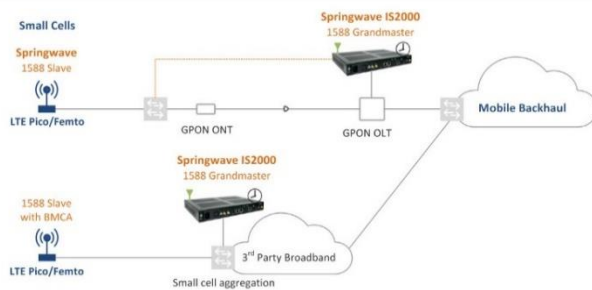 Small Cells
Springwave
1588 Slave
LTE Pico/Femto
Springwave IS2000
1588 Grandmaster
GPON ONT
GPON OLT
Mobile Backhaul
Springwave IS2000
1588 Grandmaster
1588 Slave
with BMCA
LTE Pico/Femto
3rd Party Broadband
Small cell aggregation